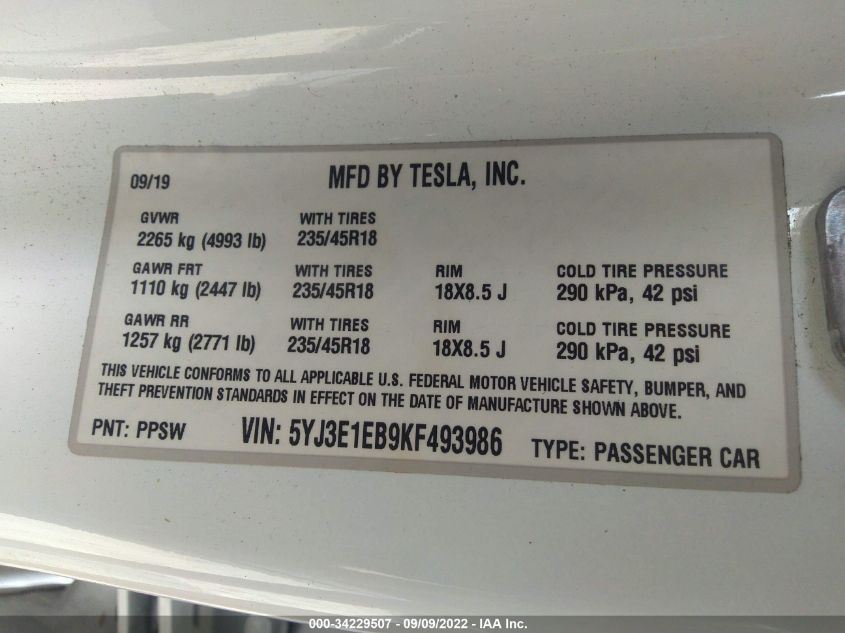 09/19 MFD BY TESLA, INC.
GVWR WITH TIRES
2265 kg (4993 lb) 235/45R18
GAWR FRT WITH TIRES RIM COLD TIRE PRESSURE
1110 kg (2447 lb) 235/45R18 18X8.5 J 290 kPa, 42 psi
GAWR RR WITH TIRES RIM COLD TIRE PRESSURE
1257 kg (2771 lb) 235/45R18 18X8.5 J 290 kPa, 42 psi
THIS VEHICLE CONFORMS TO ALL APPLICABLE U.S. FEDERAL MOTOR VEHICLE SAFETY, BUMPER, AND
THEFT PREVENTION STANDARDS IN EFFECT ON THE DATE OF MANUFACTURE SHOWN ABOVE.
PNT: PPSW VIN: 5YJ3E1EB9KF493986 TYPE: PASSENGER CAR
000-34229507 - 09/09/2022 - IAA Inc.